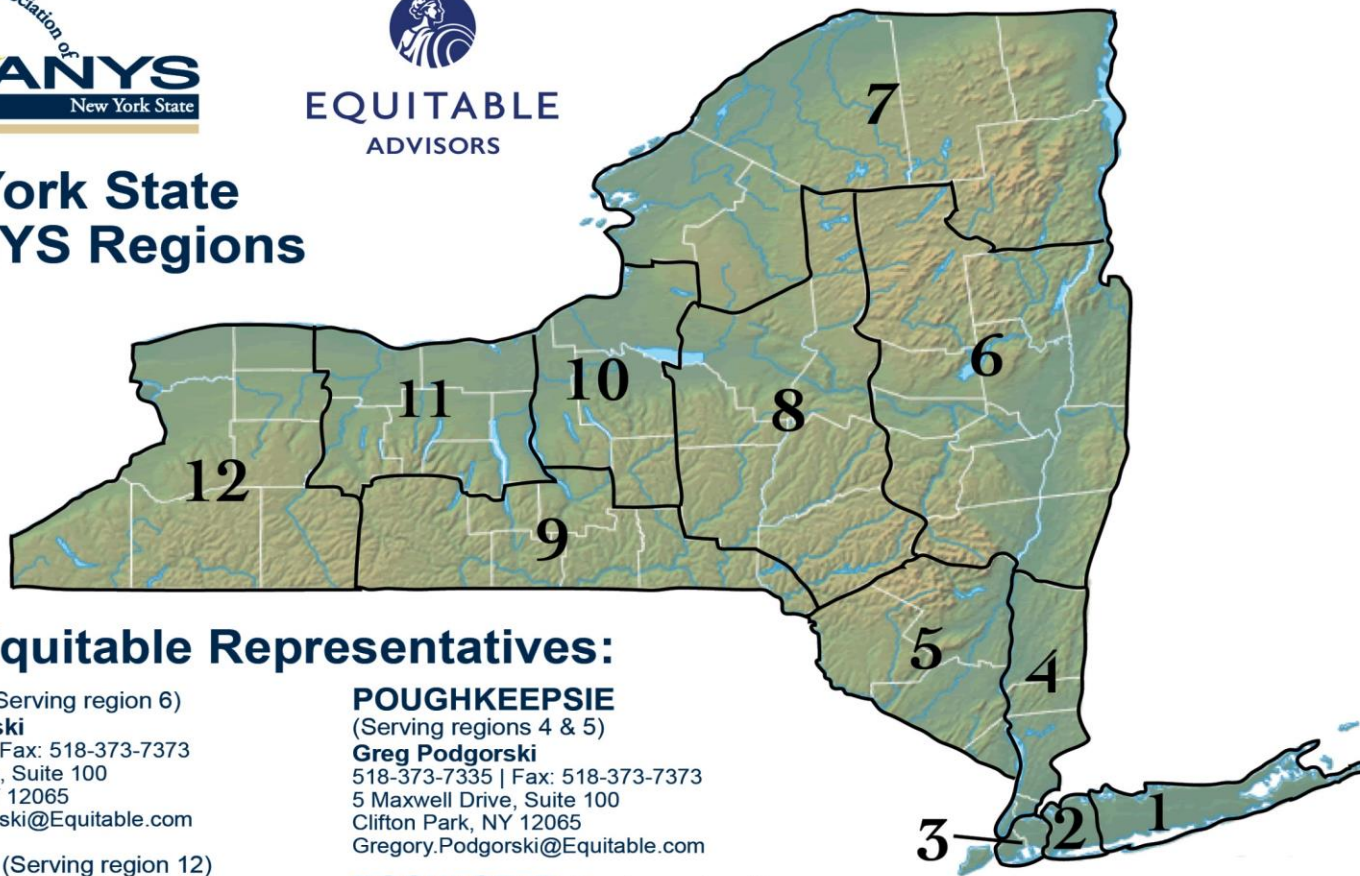 ciation of
ANYS
New York State
EQUITABLE
ADVISORS
York State
YS Regions
7
6
10
11
8
12
9
5
4
3
2
1
quitable Representatives:
Serving region 6)
ski
Fax: 518-373-7373
, Suite 100
12065
ski@Equitable.com
(Serving region 12)
POUGHKEEPSIE
(Serving regions 4 & 5)
Greg Podgorski
518-373-7335 | Fax: 518-373-7373
5 Maxwell Drive, Suite 100
Clifton Park, NY 12065
Gregory.Podgorski@Equitable.com